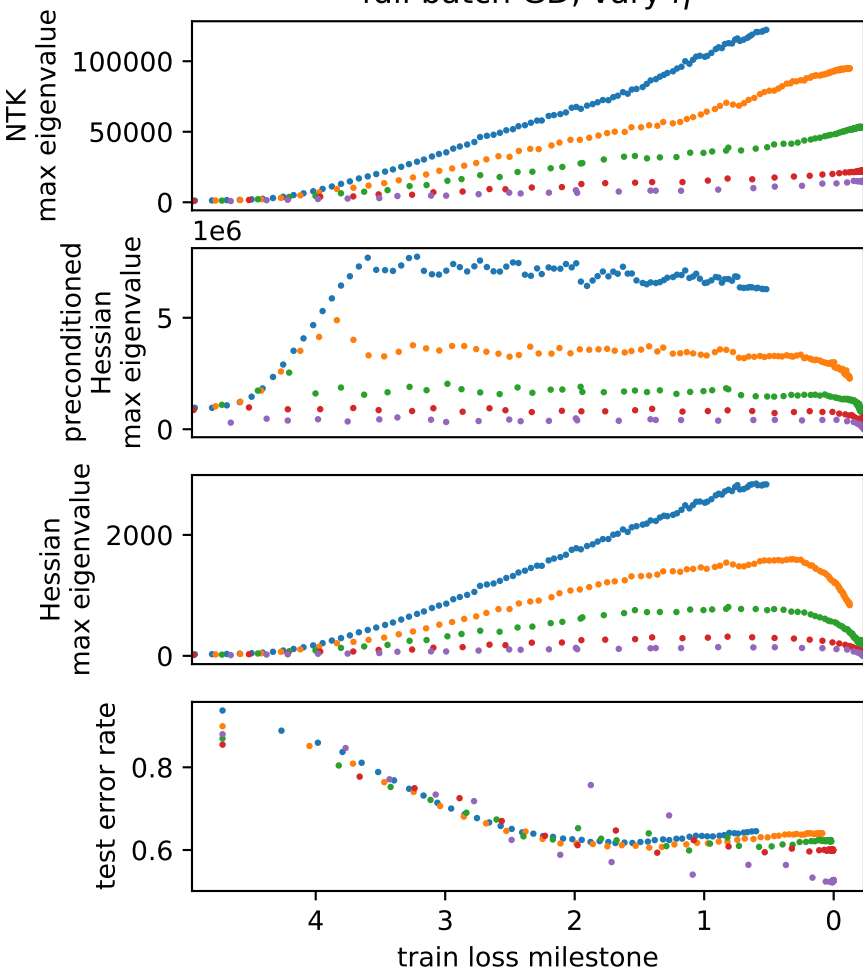 NTK
max eigenvalue
100000
50000
0
1e6
preconditioned
Hessian
max eigenvalue
5
0
Hessian
max eigenvalue
2000
0
test error rate
0.8
0.6
4 3 2 1 0
train loss milestone